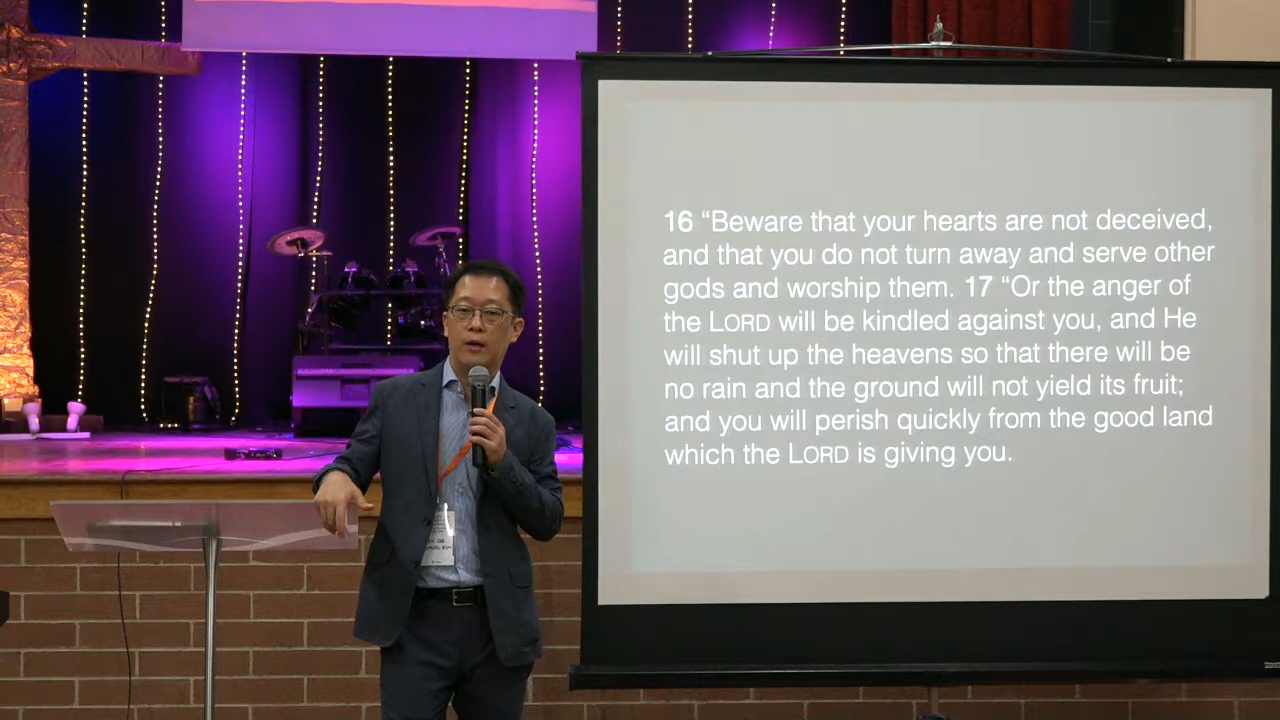 16 “Beware that your hearts are not deceived,
and that you do not turn away and serve other
gods and worship them. 17 “Or the anger of
the LORD will be kindled against you, and He
will shut up the heavens so that there will be
no rain and the ground will not yield its fruit;
and you will perish quickly from the good land
which the LORD is giving you.